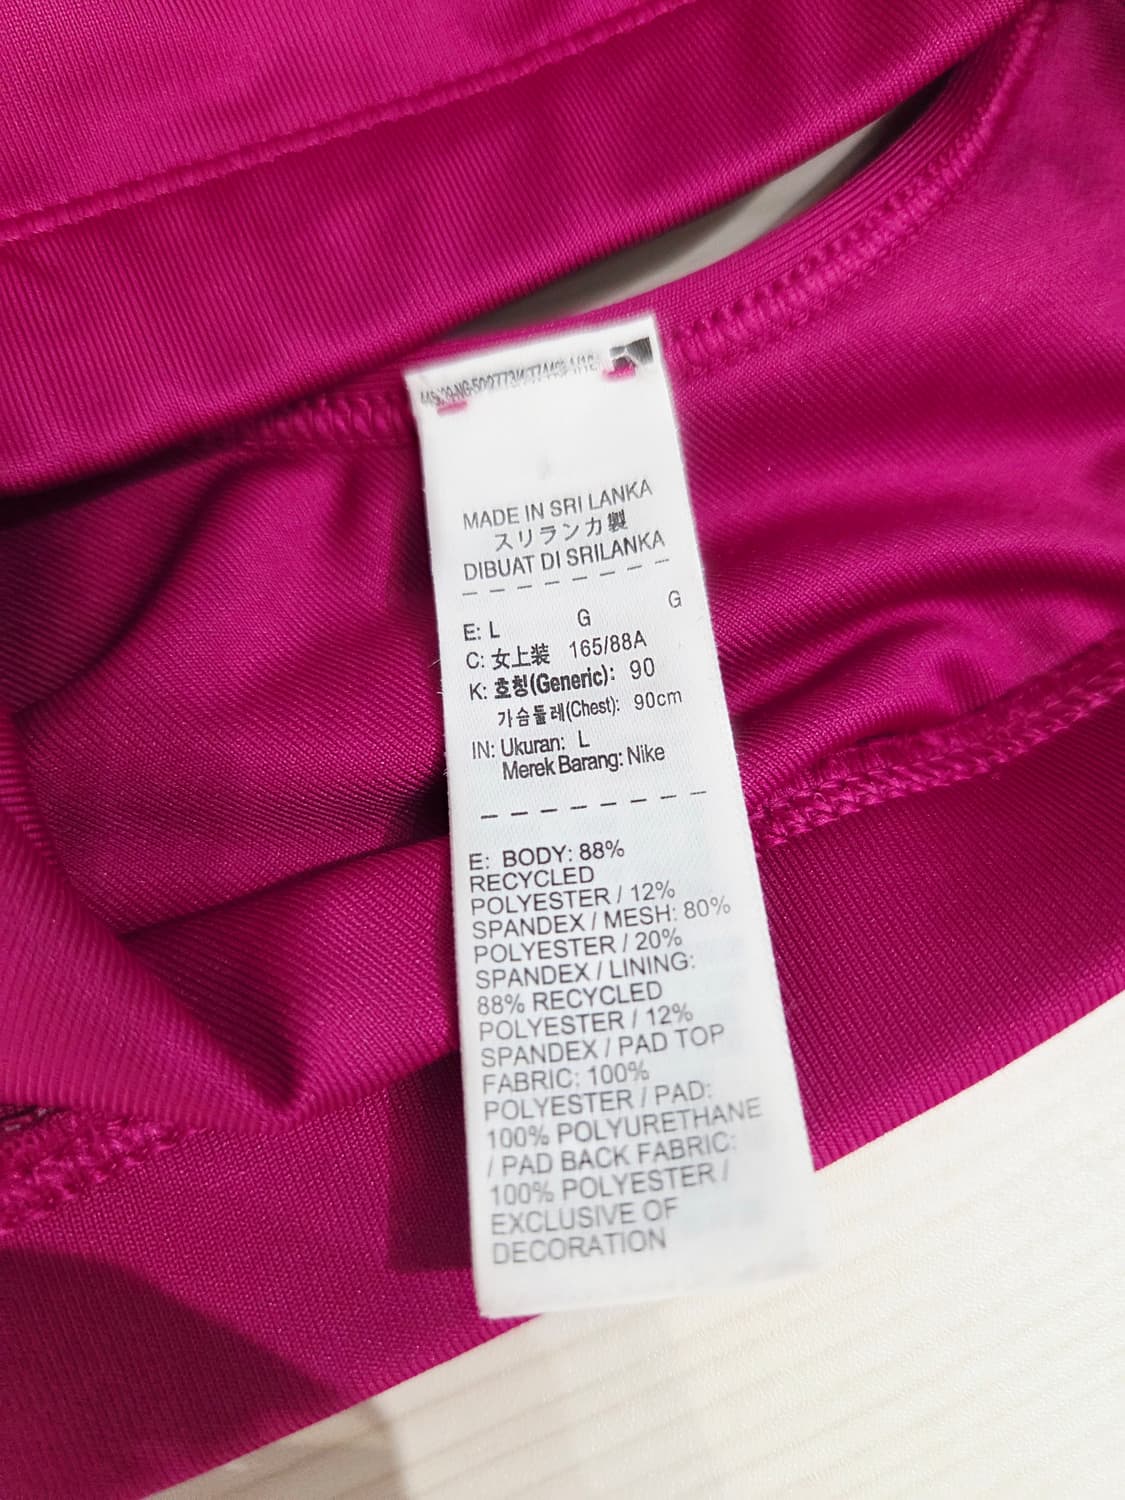 MADE IN SRI LANKA
スリランカ製
DIBUAT DI SRILANKA
E: L G G
C: 女上装 165/88A
K: 호칭(Generic): 90
가슴둘레(Chest): 90cm
IN: Ukuran: L
Merek Barang: Nike
E: BODY: 88%
RECYCLED
POLYESTER / 12%
SPANDEX / MESH: 80%
POLYESTER / 20%
SPANDEX / LINING:
88% RECYCLED
POLYESTER / 12%
SPANDEX / PAD TOP
FABRIC: 100%
POLYESTER / PAD:
100% POLYURETHANE
/ PAD BACK FABRIC:
100% POLYESTER /
EXCLUSIVE OF
DECORATION